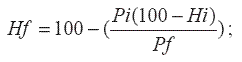 Hf = 100 − (Pi(100 − Hi)/Pf);